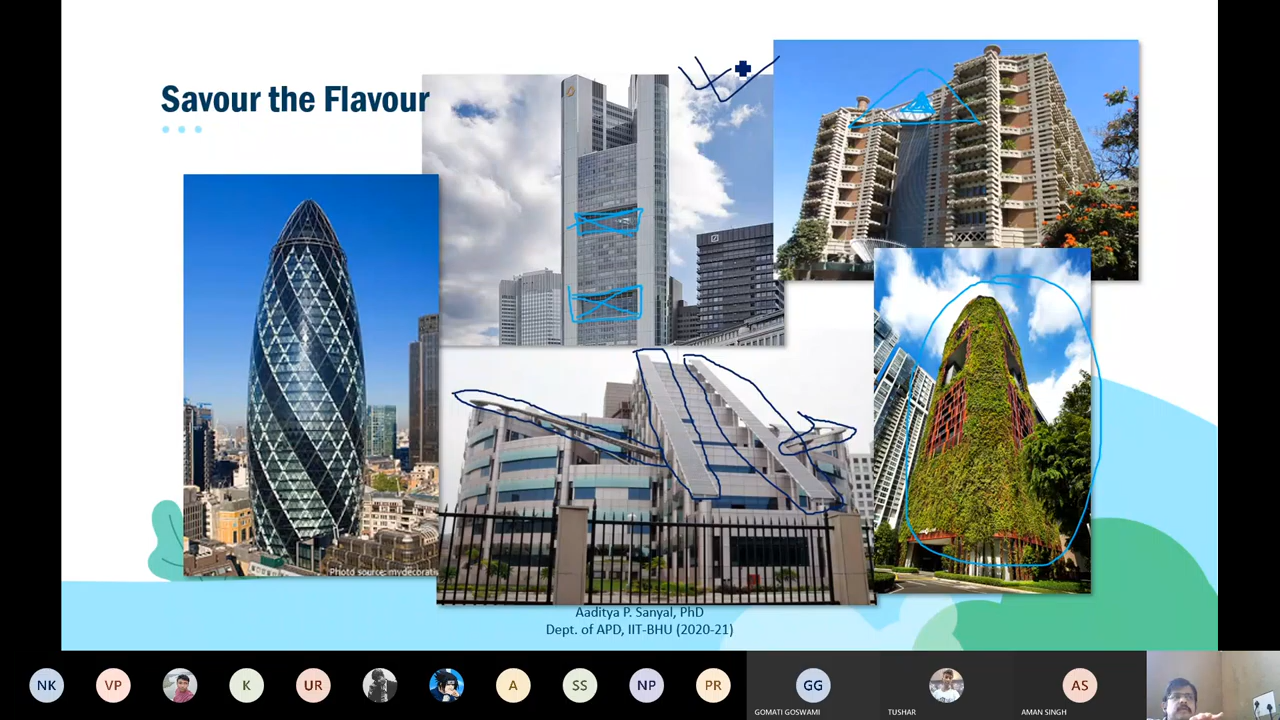 Savour the Flavour
Photo source: mydecorati
Aaditya P. Sanyal, PhD
Dept. of APD, IIT-BHU (2020-21)
NK
VP
K
UR
A
SS
NP
PR
GG
AS
GOMATI GOSWAMI
TUSHAR
AMAN SINGH